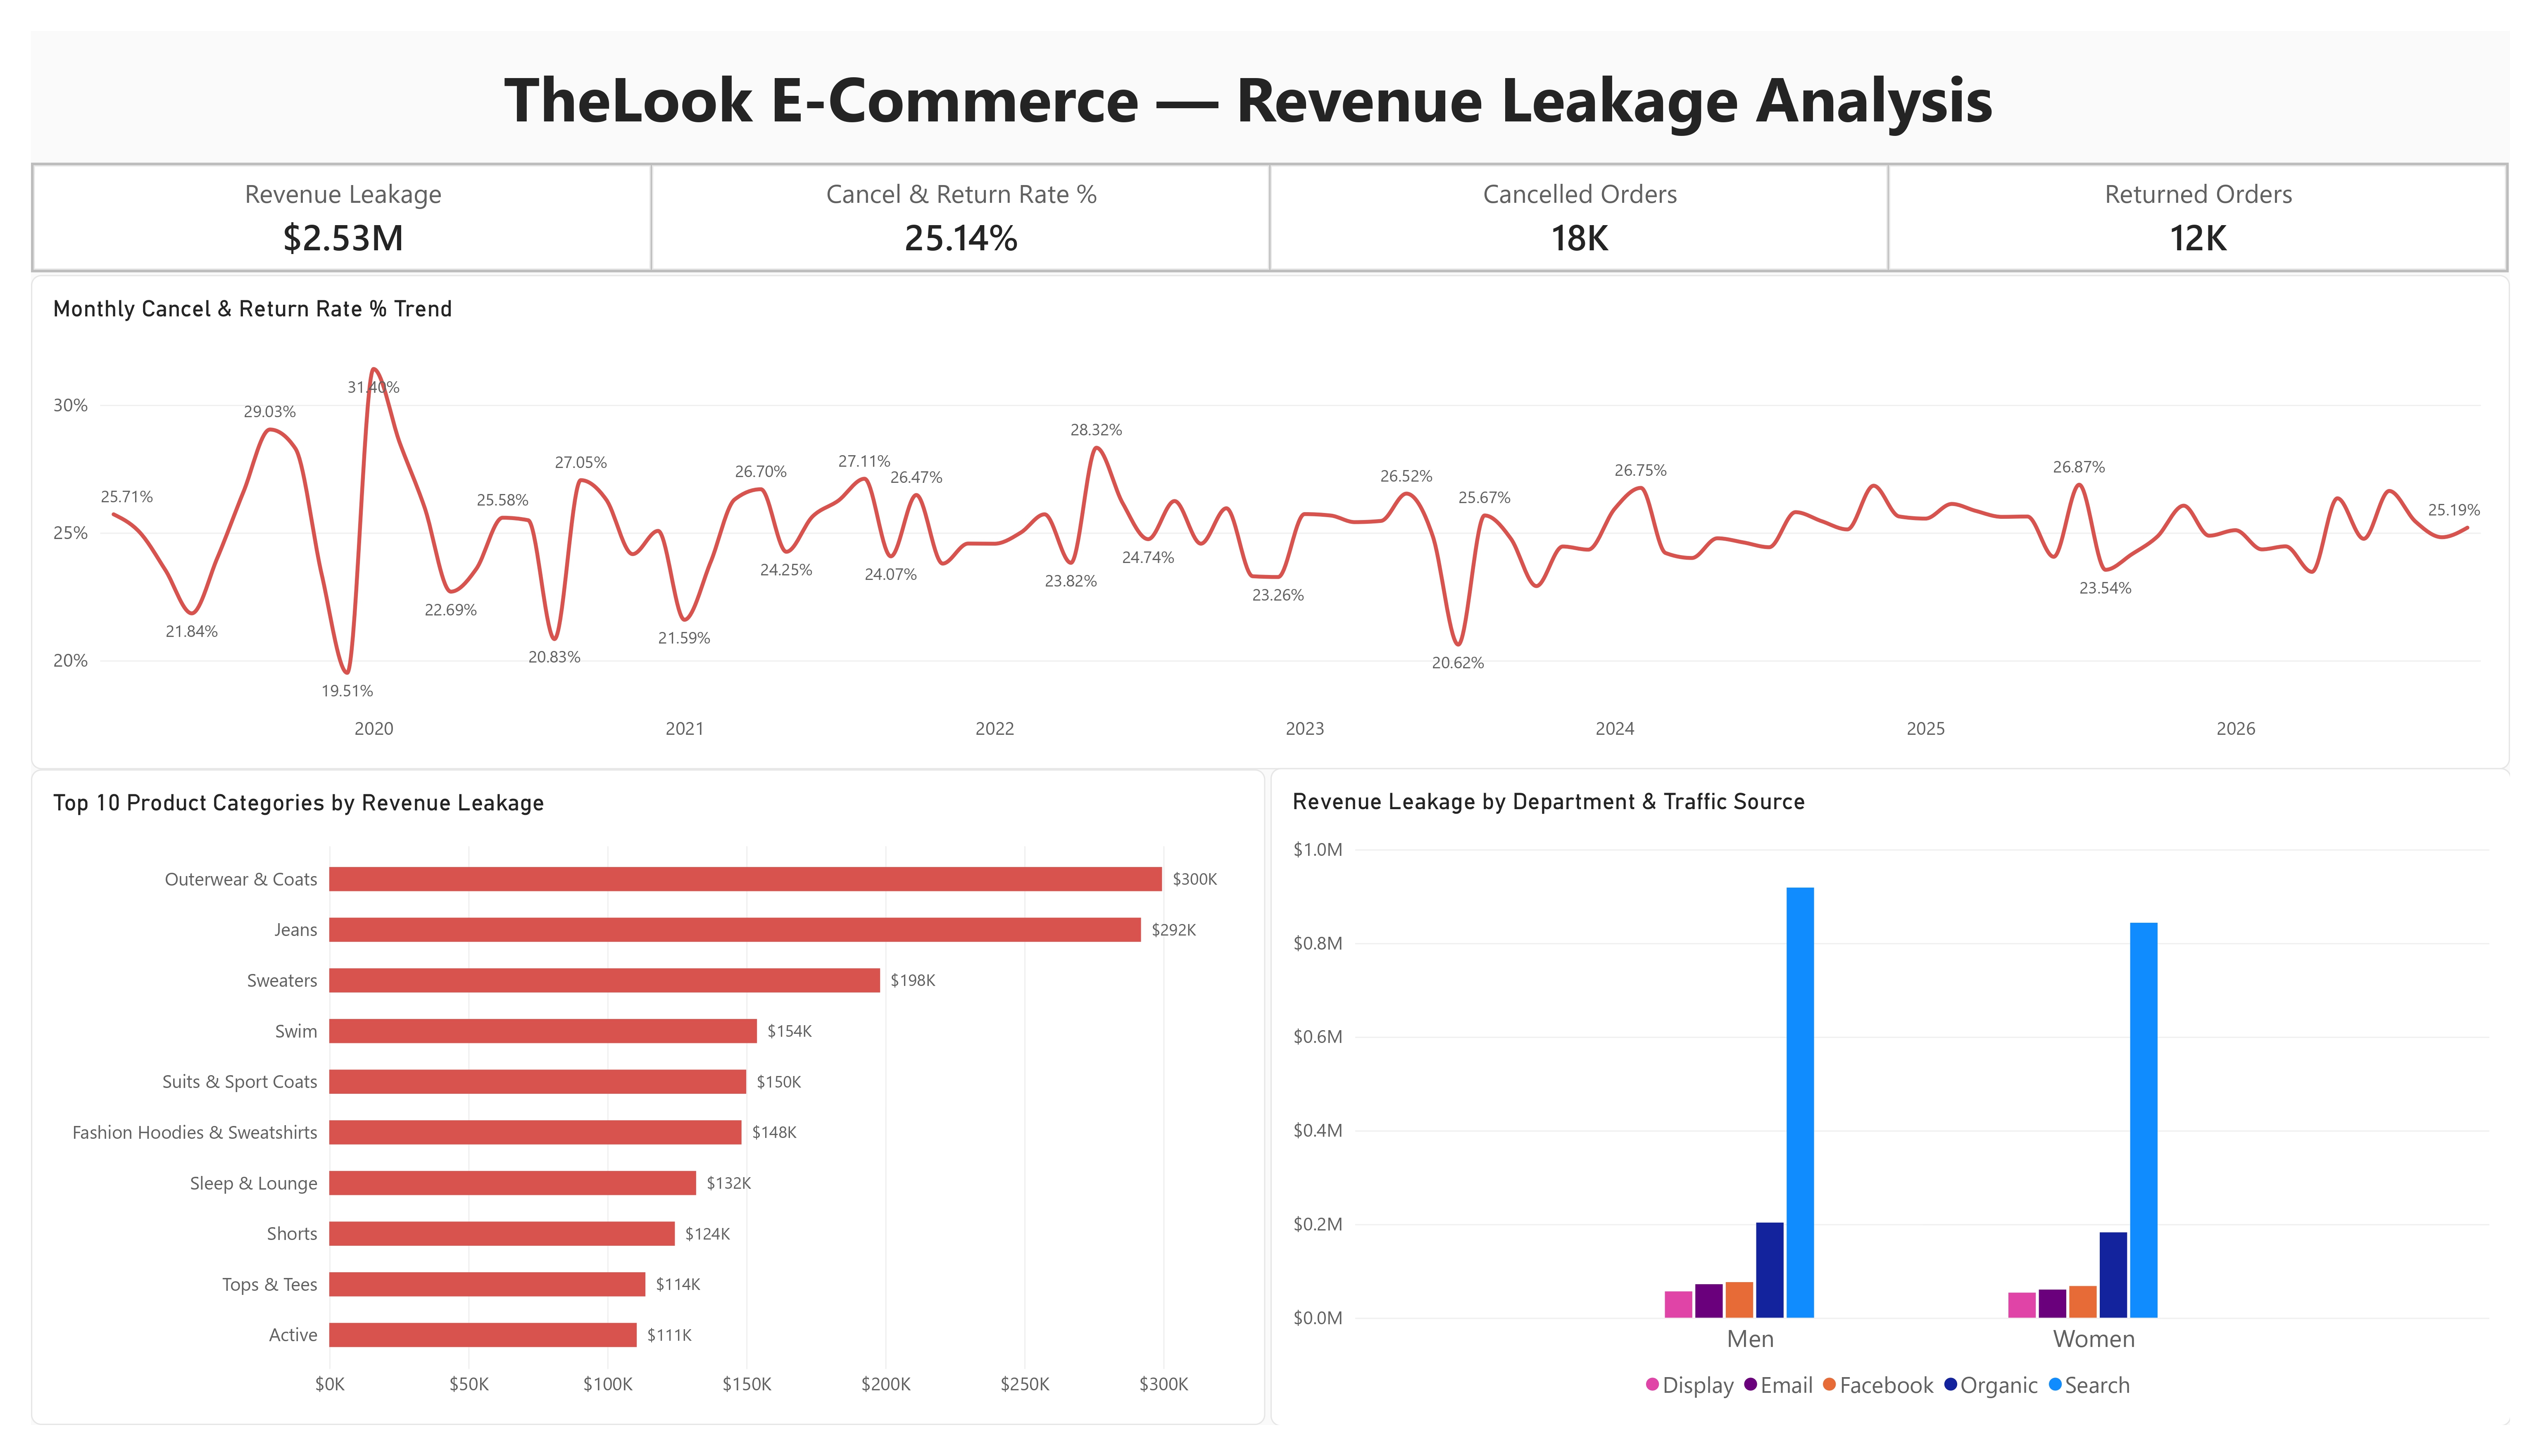 TheLook E-Commerce — Revenue Leakage Analysis
Revenue Leakage
$2.53M
Cancel & Return Rate %
25.14%
Cancelled Orders
18K
Returned Orders
12K
Monthly Cancel & Return Rate % Trend
30%
25%
20%
25.71%
21.84%
29.03%
19.51%
31.40%
22.69%
25.58%
20.83%
27.05%
21.59%
26.70%
24.25%
27.11%
24.07%
26.47%
23.82%
28.32%
24.74%
23.26%
26.52%
20.62%
25.67%
26.75%
26.87%
23.54%
25.19%
2020
2021
2022
2023
2024
2025
2026
Top 10 Product Categories by Revenue Leakage
Outerwear & Coats $300K
Jeans $292K
Sweaters $198K
Swim $154K
Suits & Sport Coats $150K
Fashion Hoodies & Sweatshirts $148K
Sleep & Lounge $132K
Shorts $124K
Tops & Tees $114K
Active $111K
$0K $50K $100K $150K $200K $250K $300K
Revenue Leakage by Department & Traffic Source
$1.0M
$0.8M
$0.6M
$0.4M
$0.2M
$0.0M
Men Women
Display Email Facebook Organic Search